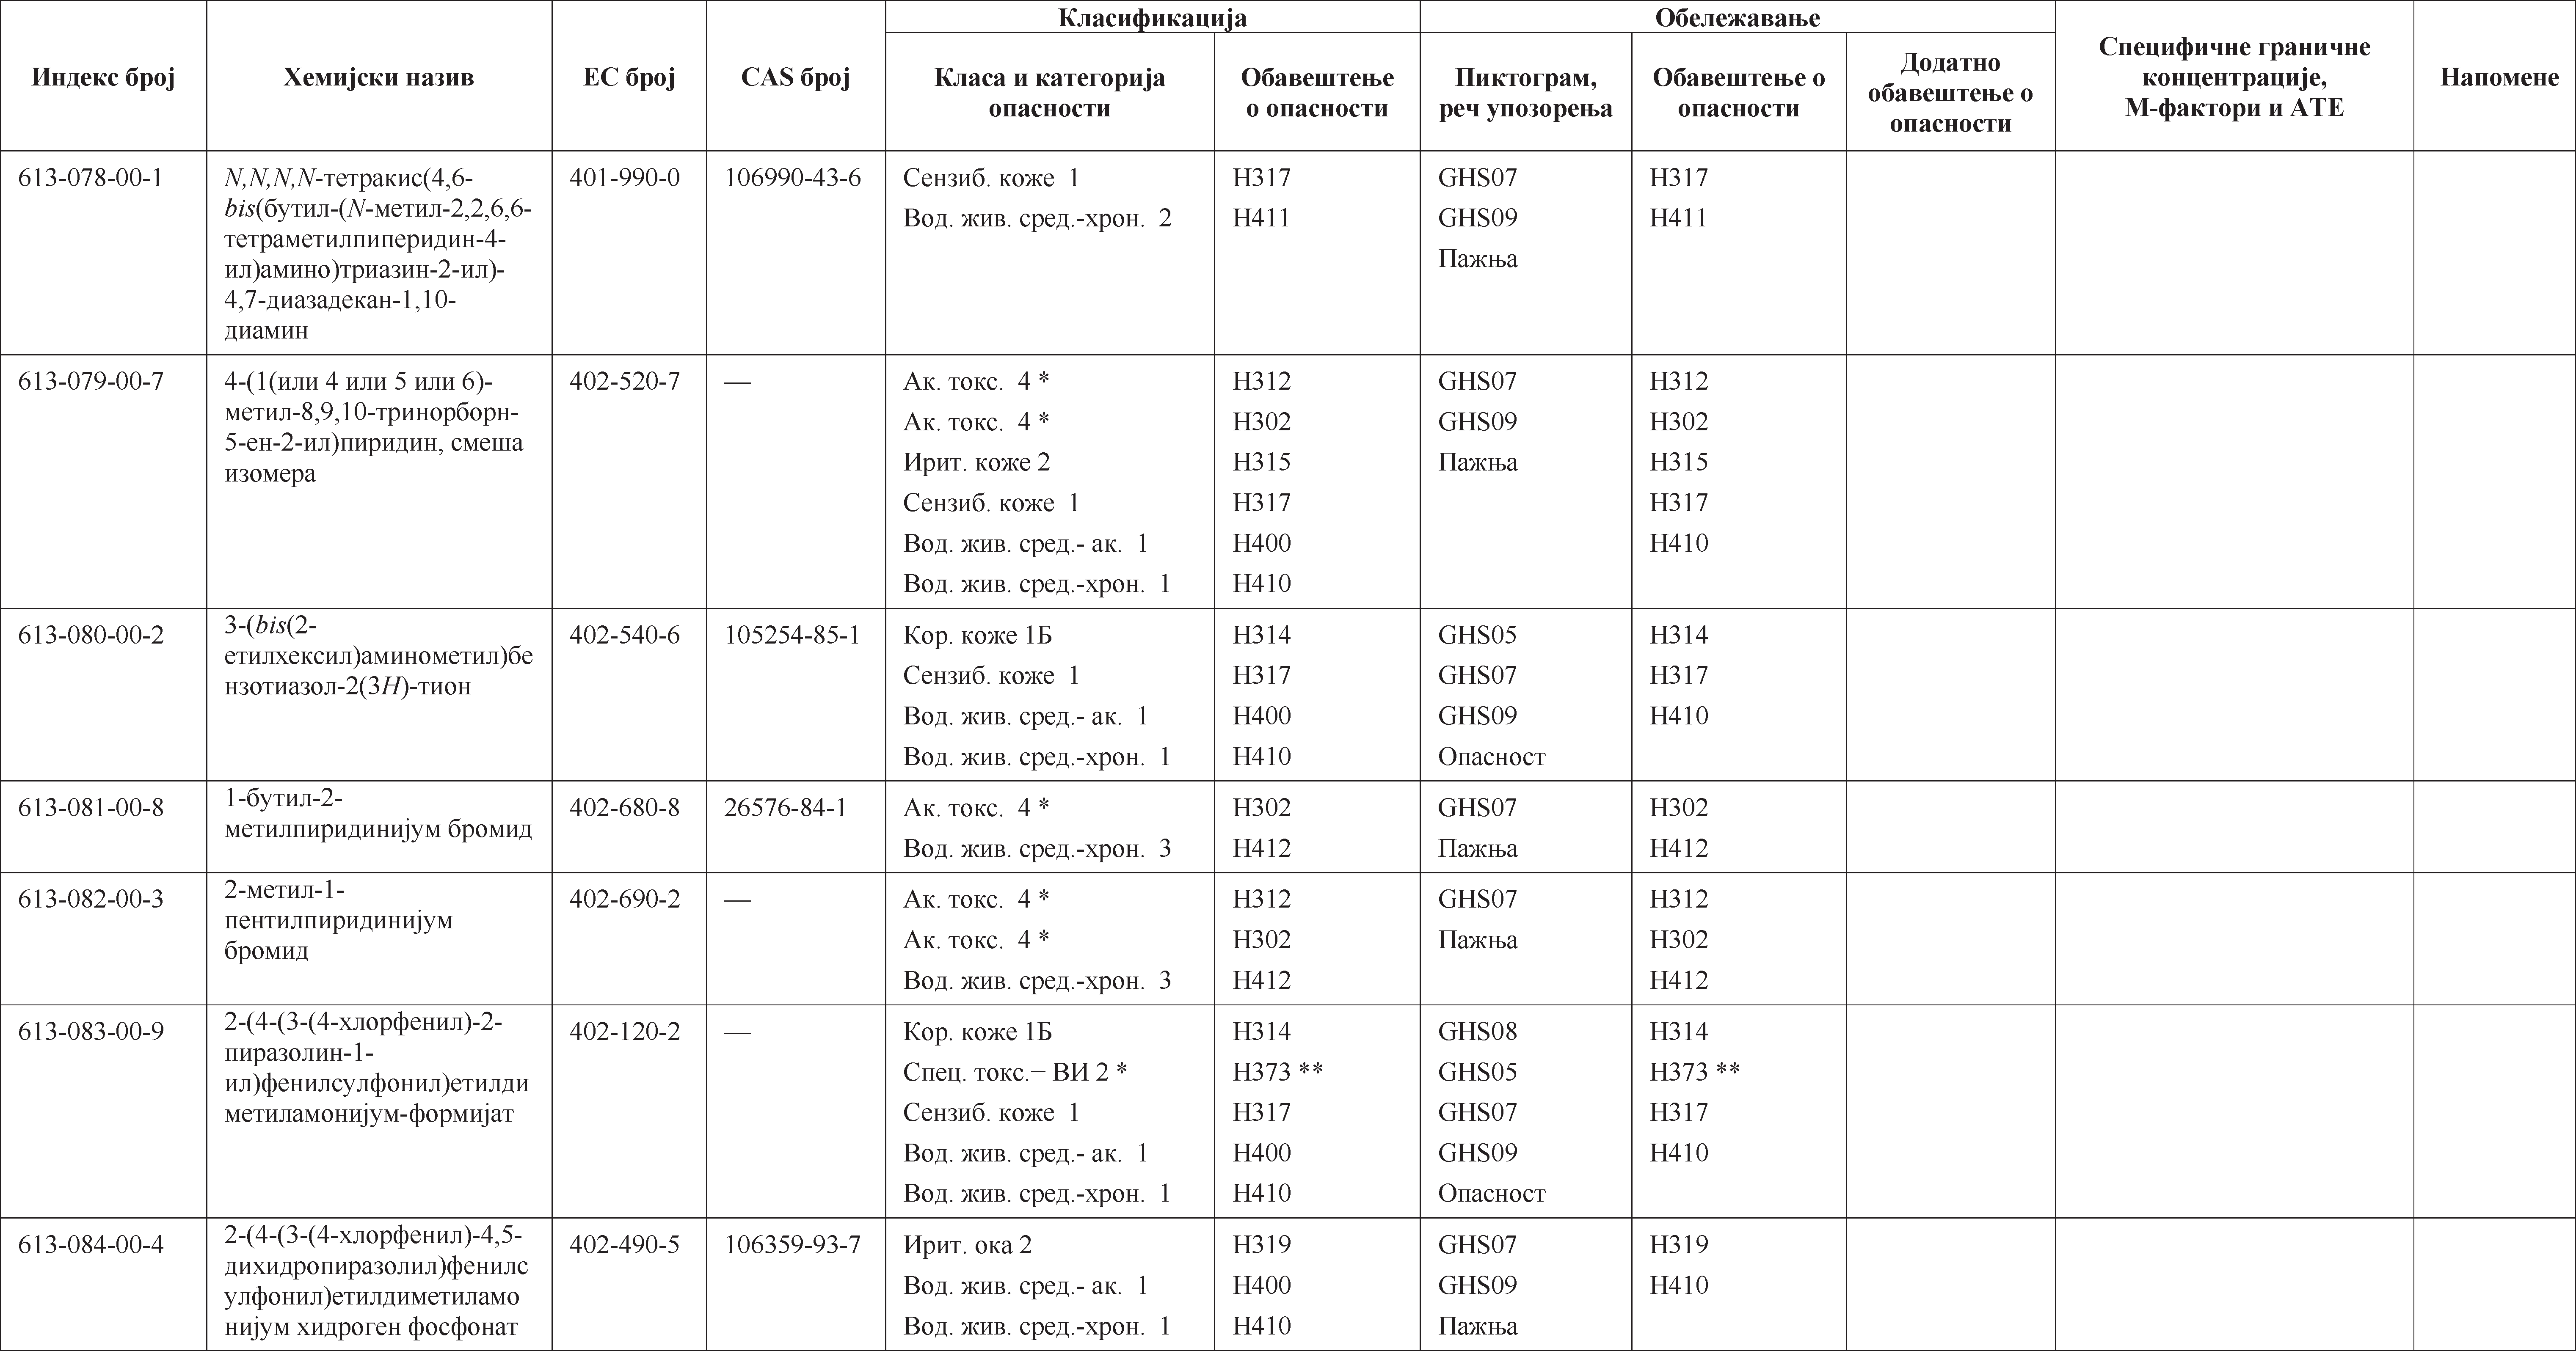 Индекс број
Хемијски назив
ЕС број
CAS број
Класификација
Обележавање
Класа и категорија
опасности
Обавештење
о опасности
Пиктограм,
реч упозорења
Обавештење о
опасности
Додатно
обавештење о
опасности
Специфичне граничне
концентрације,
М-фактори и АТЕ
Напомене
613-078-00-1
N,N,N,N-тетракис(4,6-
bis(бутил-(N-метил-2,2,6,6-
тетраметилпиперидин-4-
ил)амино)триазин-2-ил)-
4,7-диазадекан-1,10-
диамин
401-990-0
106990-43-6
Сензиб. коже 1
Вод. жив. сред.-хрон. 2
H317
H411
GHS07
GHS09
Пажња
H317
H411
613-079-00-7
4-(1(или 4 или 5 или 6)-
метил-8,9,10-тринорборн-
5-ен-2-ил)пиридин, смеша
изомера
402-520-7
—
Ак. токс. 4 *
Ак. токс. 4 *
Ирит. коже 2
Сензиб. коже 1
Вод. жив. сред.- ак. 1
Вод. жив. сред.-хрон. 1
H312
H302
H315
H317
H400
H410
GHS07
GHS09
Пажња
H312
H302
H315
H317
H410
613-080-00-2
3-(bis(2-
етилхексил)аминометил)бе
нзотиазол-2(3H)-тион
402-540-6
105254-85-1
Кор. коже 1Б
Сензиб. коже 1
Вод. жив. сред.- ак. 1
Вод. жив. сред.-хрон. 1
H314
H317
H400
H410
GHS05
GHS07
GHS09
Опасност
H314
H317
H410
613-081-00-8
1-бутил-2-
метилпиридинијум бромид
402-680-8
26576-84-1
Ак. токс. 4 *
Вод. жив. сред.-хрон. 3
H302
H412
GHS07
Пажња
H302
H412
613-082-00-3
2-метил-1-
пентилпиридинијум
бромид
402-690-2
—
Ак. токс. 4 *
Ак. токс. 4 *
Вод. жив. сред.-хрон. 3
H312
H302
H412
GHS07
Пажња
H312
H302
H412
613-083-00-9
2-(4-(3-(4-хлорфенил)-2-
пиразолин-1-
ил)фенилсулфонил)етилди
метиламонијум-формијат
402-120-2
—
Кор. коже 1Б
Спец. токс.− ВИ 2 *
Сензиб. коже 1
Вод. жив. сред.- ак. 1
Вод. жив. сред.-хрон. 1
H314
H373 **
H317
H400
H410
GHS08
GHS05
GHS07
GHS09
Опасност
H314
H373 **
H317
H410
613-084-00-4
2-(4-(3-(4-хлорфенил)-4,5-
дихидропиразолил)фенилс
улфонил)етилдиметиламо
нијум хидроген фосфонат
402-490-5
106359-93-7
Ирит. ока 2
Вод. жив. сред.- ак. 1
Вод. жив. сред.-хрон. 1
H319
H400
H410
GHS07
GHS09
Пажња
H319
H410